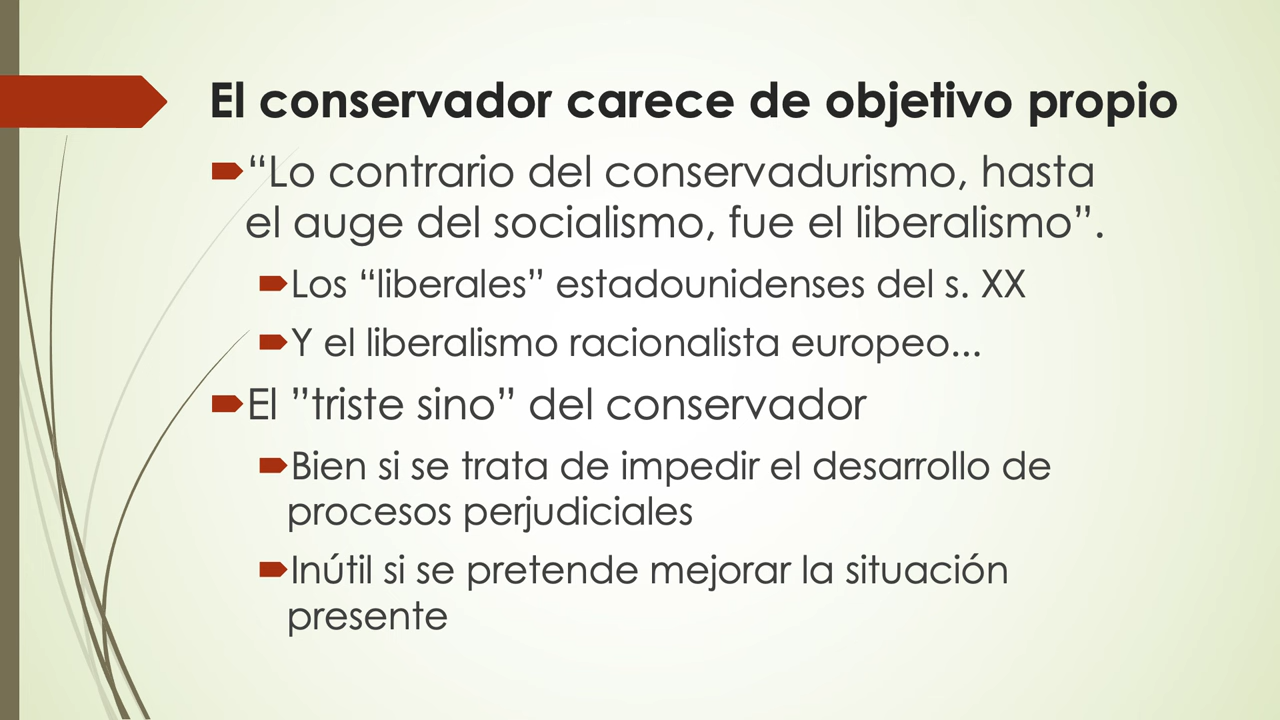 El conservador carece de objetivo propio
“Lo contrario del conservadurismo, hasta
el auge del socialismo, fue el liberalismo”.
Los “liberales” estadounidenses del s. XX
Y el liberalismo racionalista europeo...
El ”triste sino” del conservador
Bien si se trata de impedir el desarrollo de
procesos perjudiciales
Inútil si se pretende mejorar la situación
presente